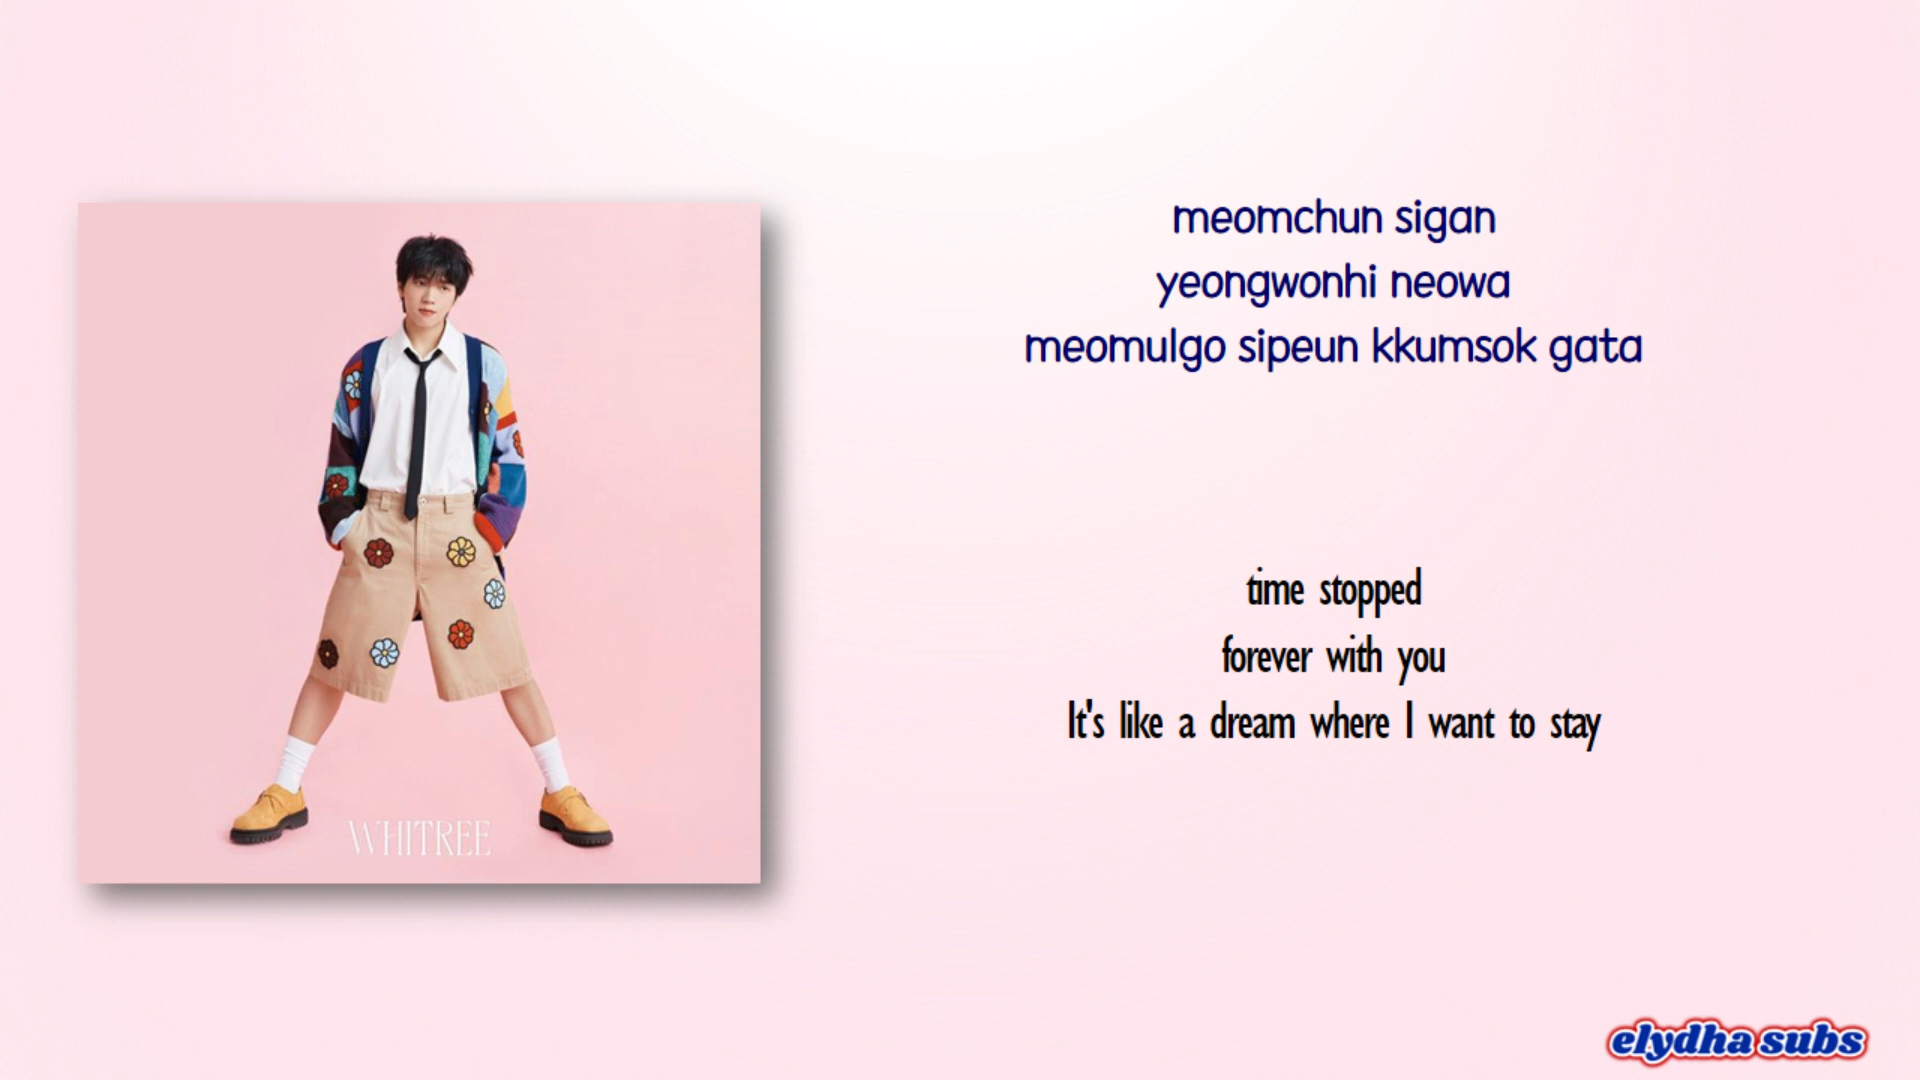 meomchun sigan
yeongwonhi neowa
meomulgo sipeun kkumsok gata
time stopped
forever with you
It's like a dream where I want to stay
WHITREE
elydha subs